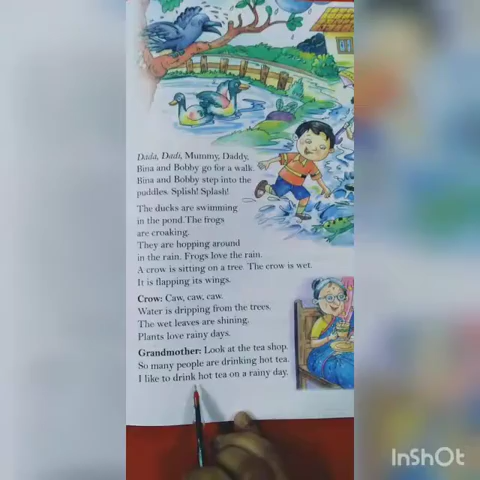 Dada, Dadi, Mummy, Daddy,
Bina and Bobby go for a walk.
Bina and Bobby step into the
puddles. Splish! Splash!
The ducks are swimming
in the pond. The frogs
are croaking.
They are hopping around
in the rain. Frogs love the rain.
A crow is sitting on a tree. The crow is wet.
It is flapping its wings.
Crow: Caw, caw, caw.
Water is dripping from the trees.
The wet leaves are shining.
Plants love rainy days.
Grandmother: Look at the tea shop.
So many people are drinking hot tea.
I like to drink hot tea on a rainy day.
InShOt